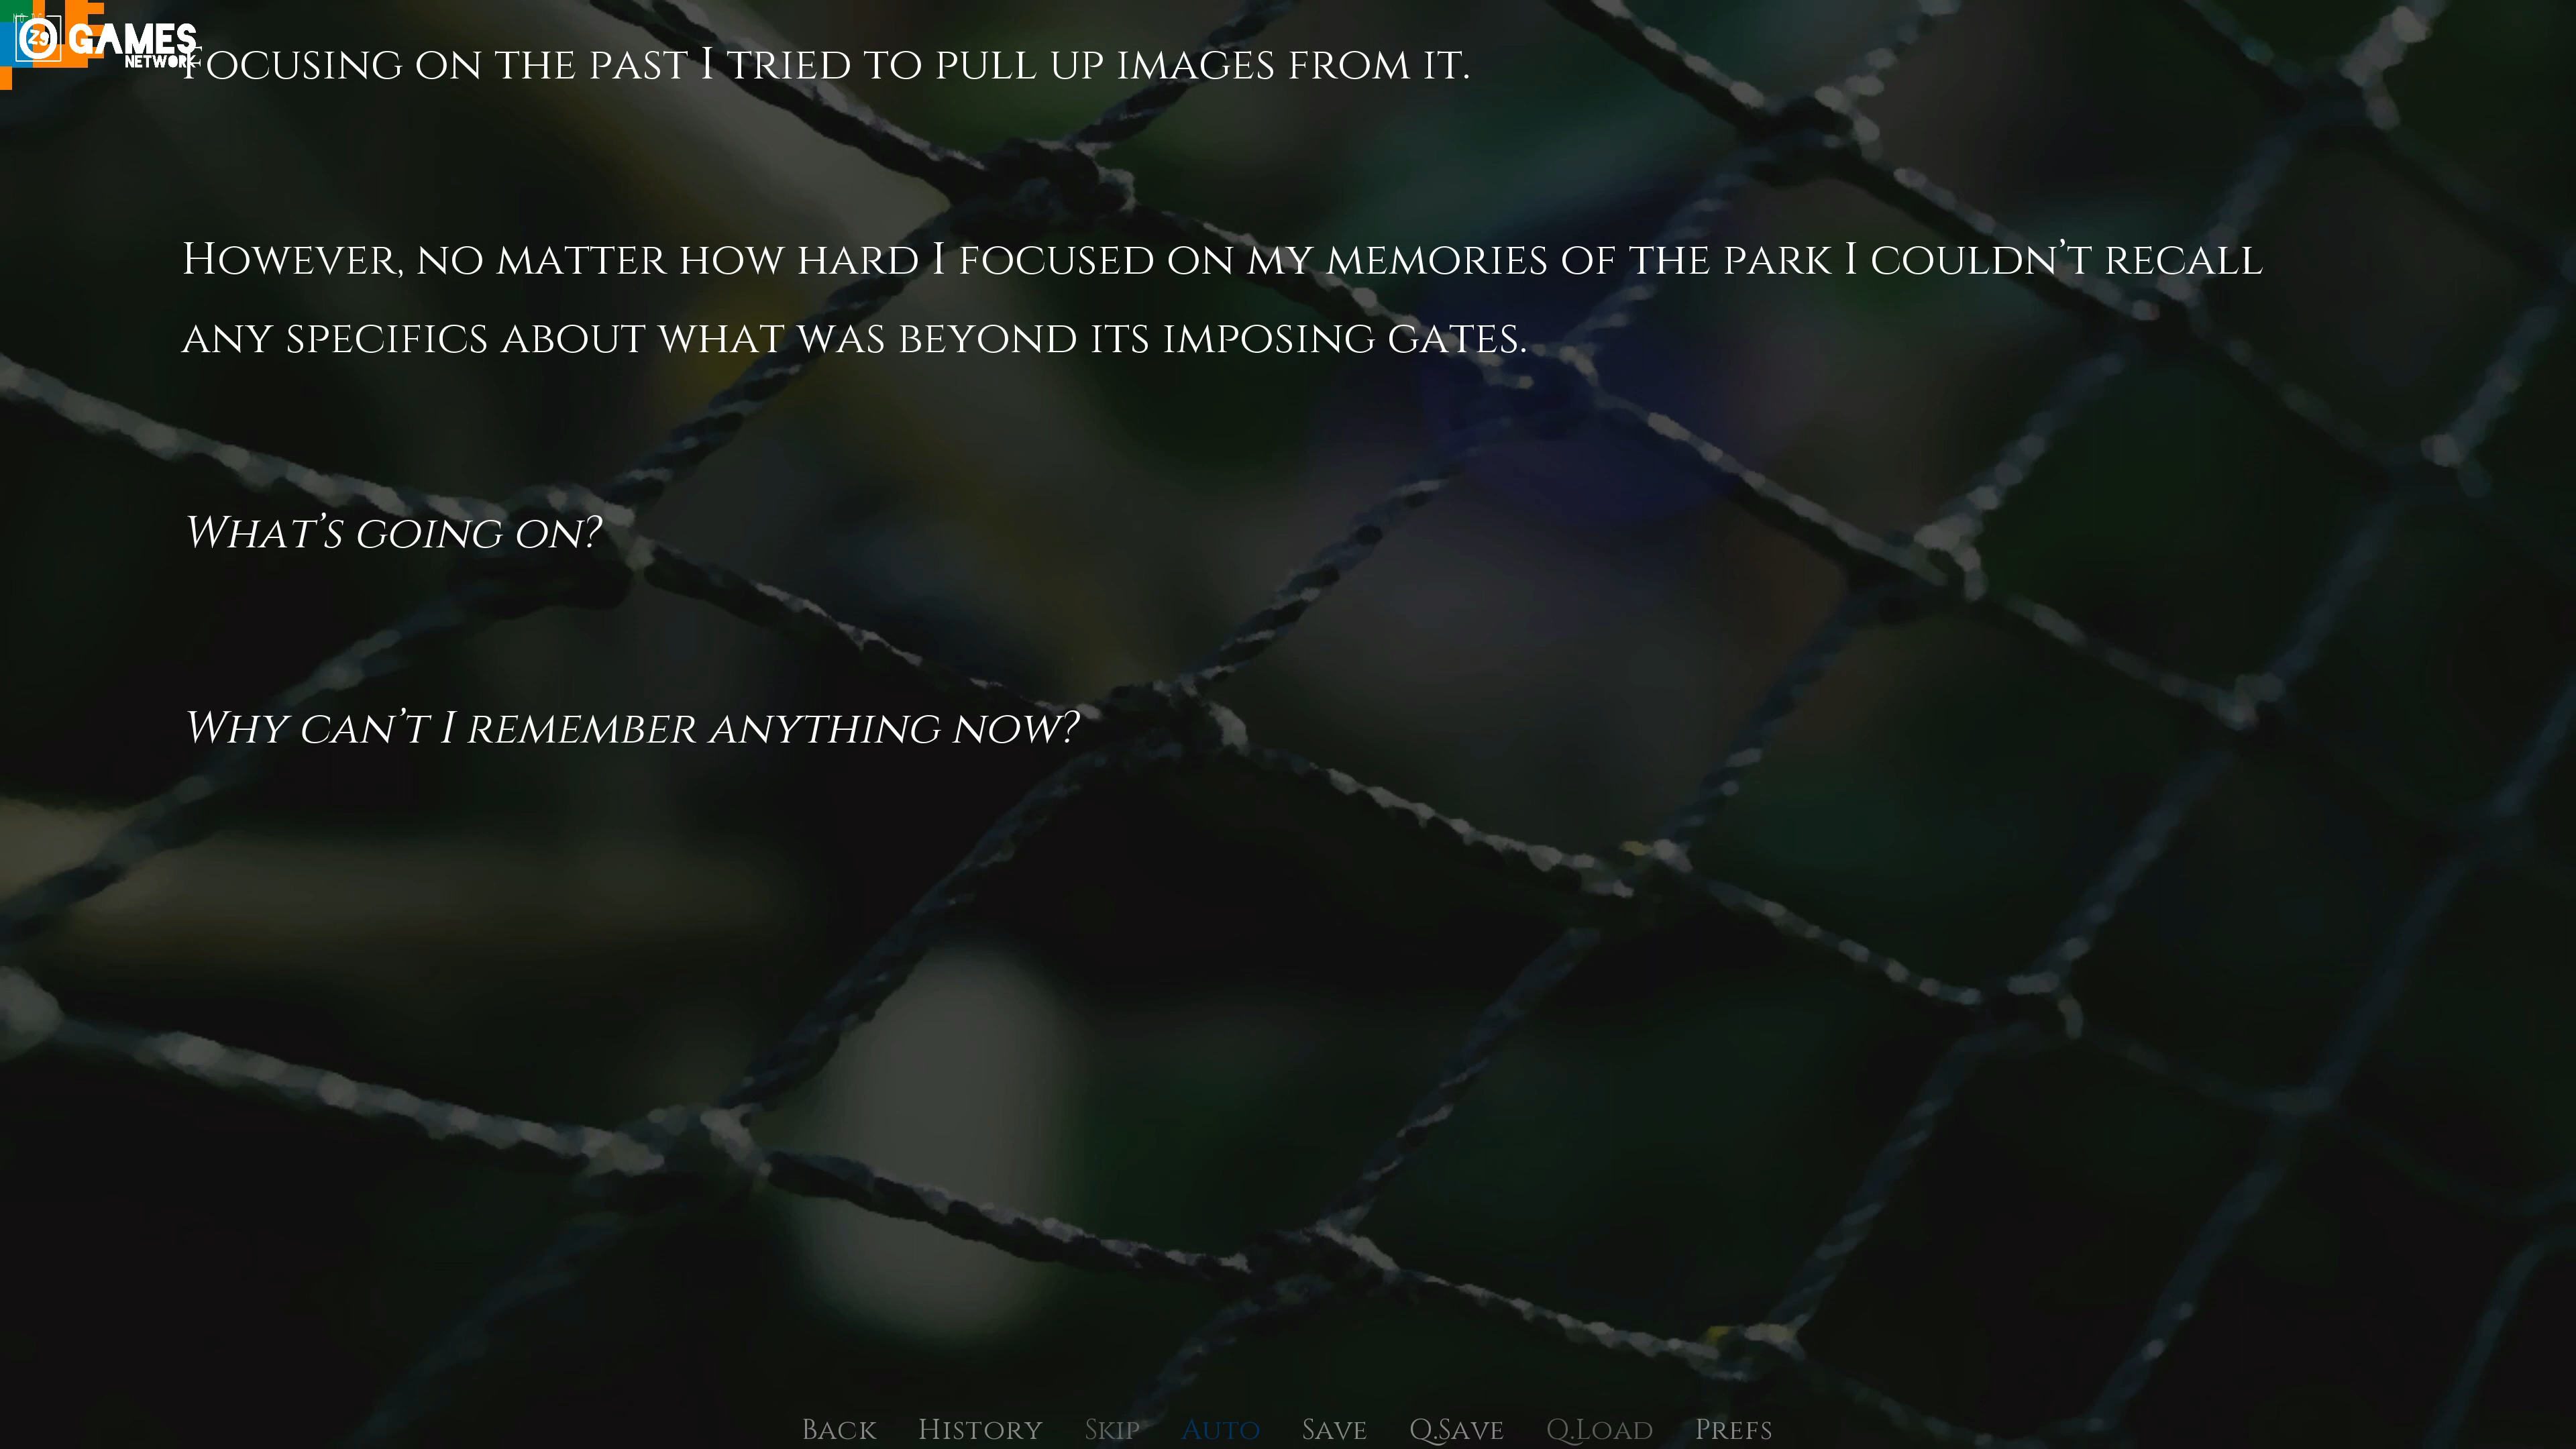 GAMES
NETWORK
Focusing on the past I tried to pull up images from it.
However, no matter how hard I focused on my memories of the park I couldn't recall
any specifics about what was beyond its imposing gates.
What's going on?
Why can't I remember anything now?
Back History Skip Auto Save Q.Save Q.Load Prefs